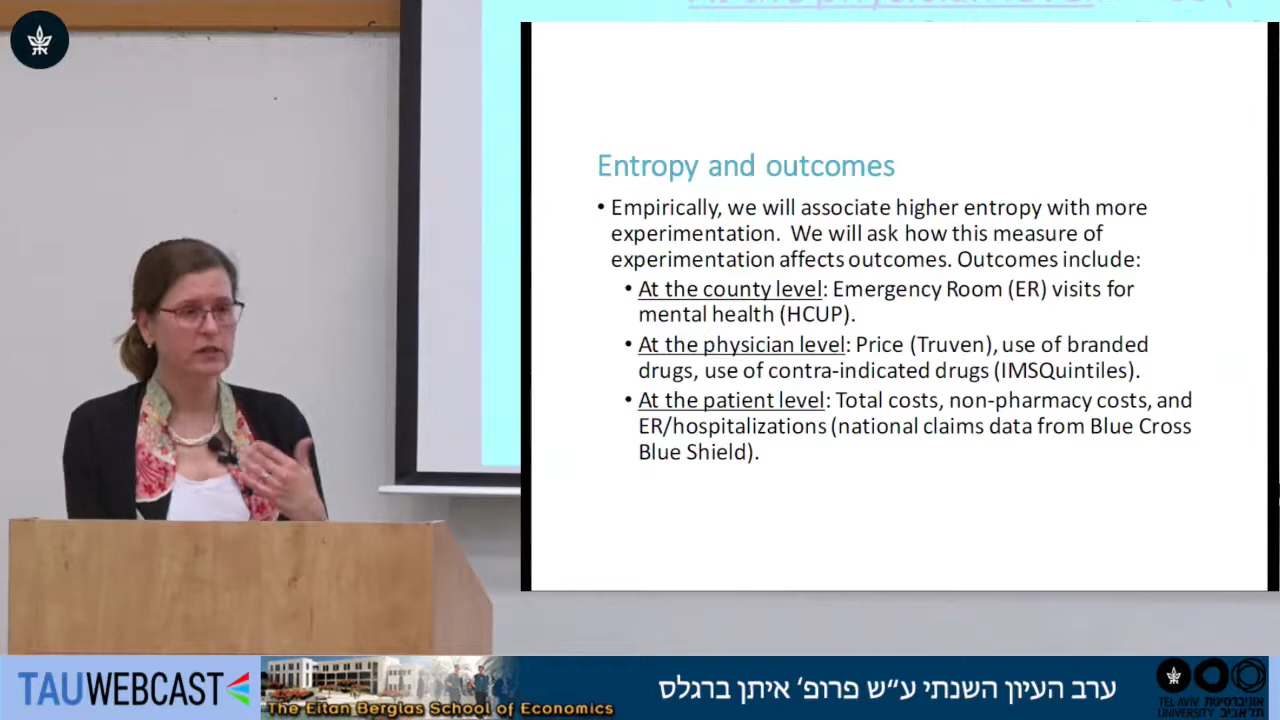 Entropy and outcomes
• Empirically, we will associate higher entropy with more
experimentation.  We will ask how this measure of
experimentation affects outcomes. Outcomes include:
• At the county level: Emergency Room (ER) visits for
mental health (HCUP).
• At the physician level: Price (Truven), use of branded
drugs, use of contra-indicated drugs (IMSQuintiles).
• At the patient level: Total costs, non-pharmacy costs, and
ER/hospitalizations (national claims data from Blue Cross
Blue Shield).
TAUWEBCAST
The Eitan Berglas School of Economics
ערב העיון השנתי ע״ש פרופ׳ איתן ברגלס
TEL AVIV UNIVERSITY
אוניברסיטת תל אביב